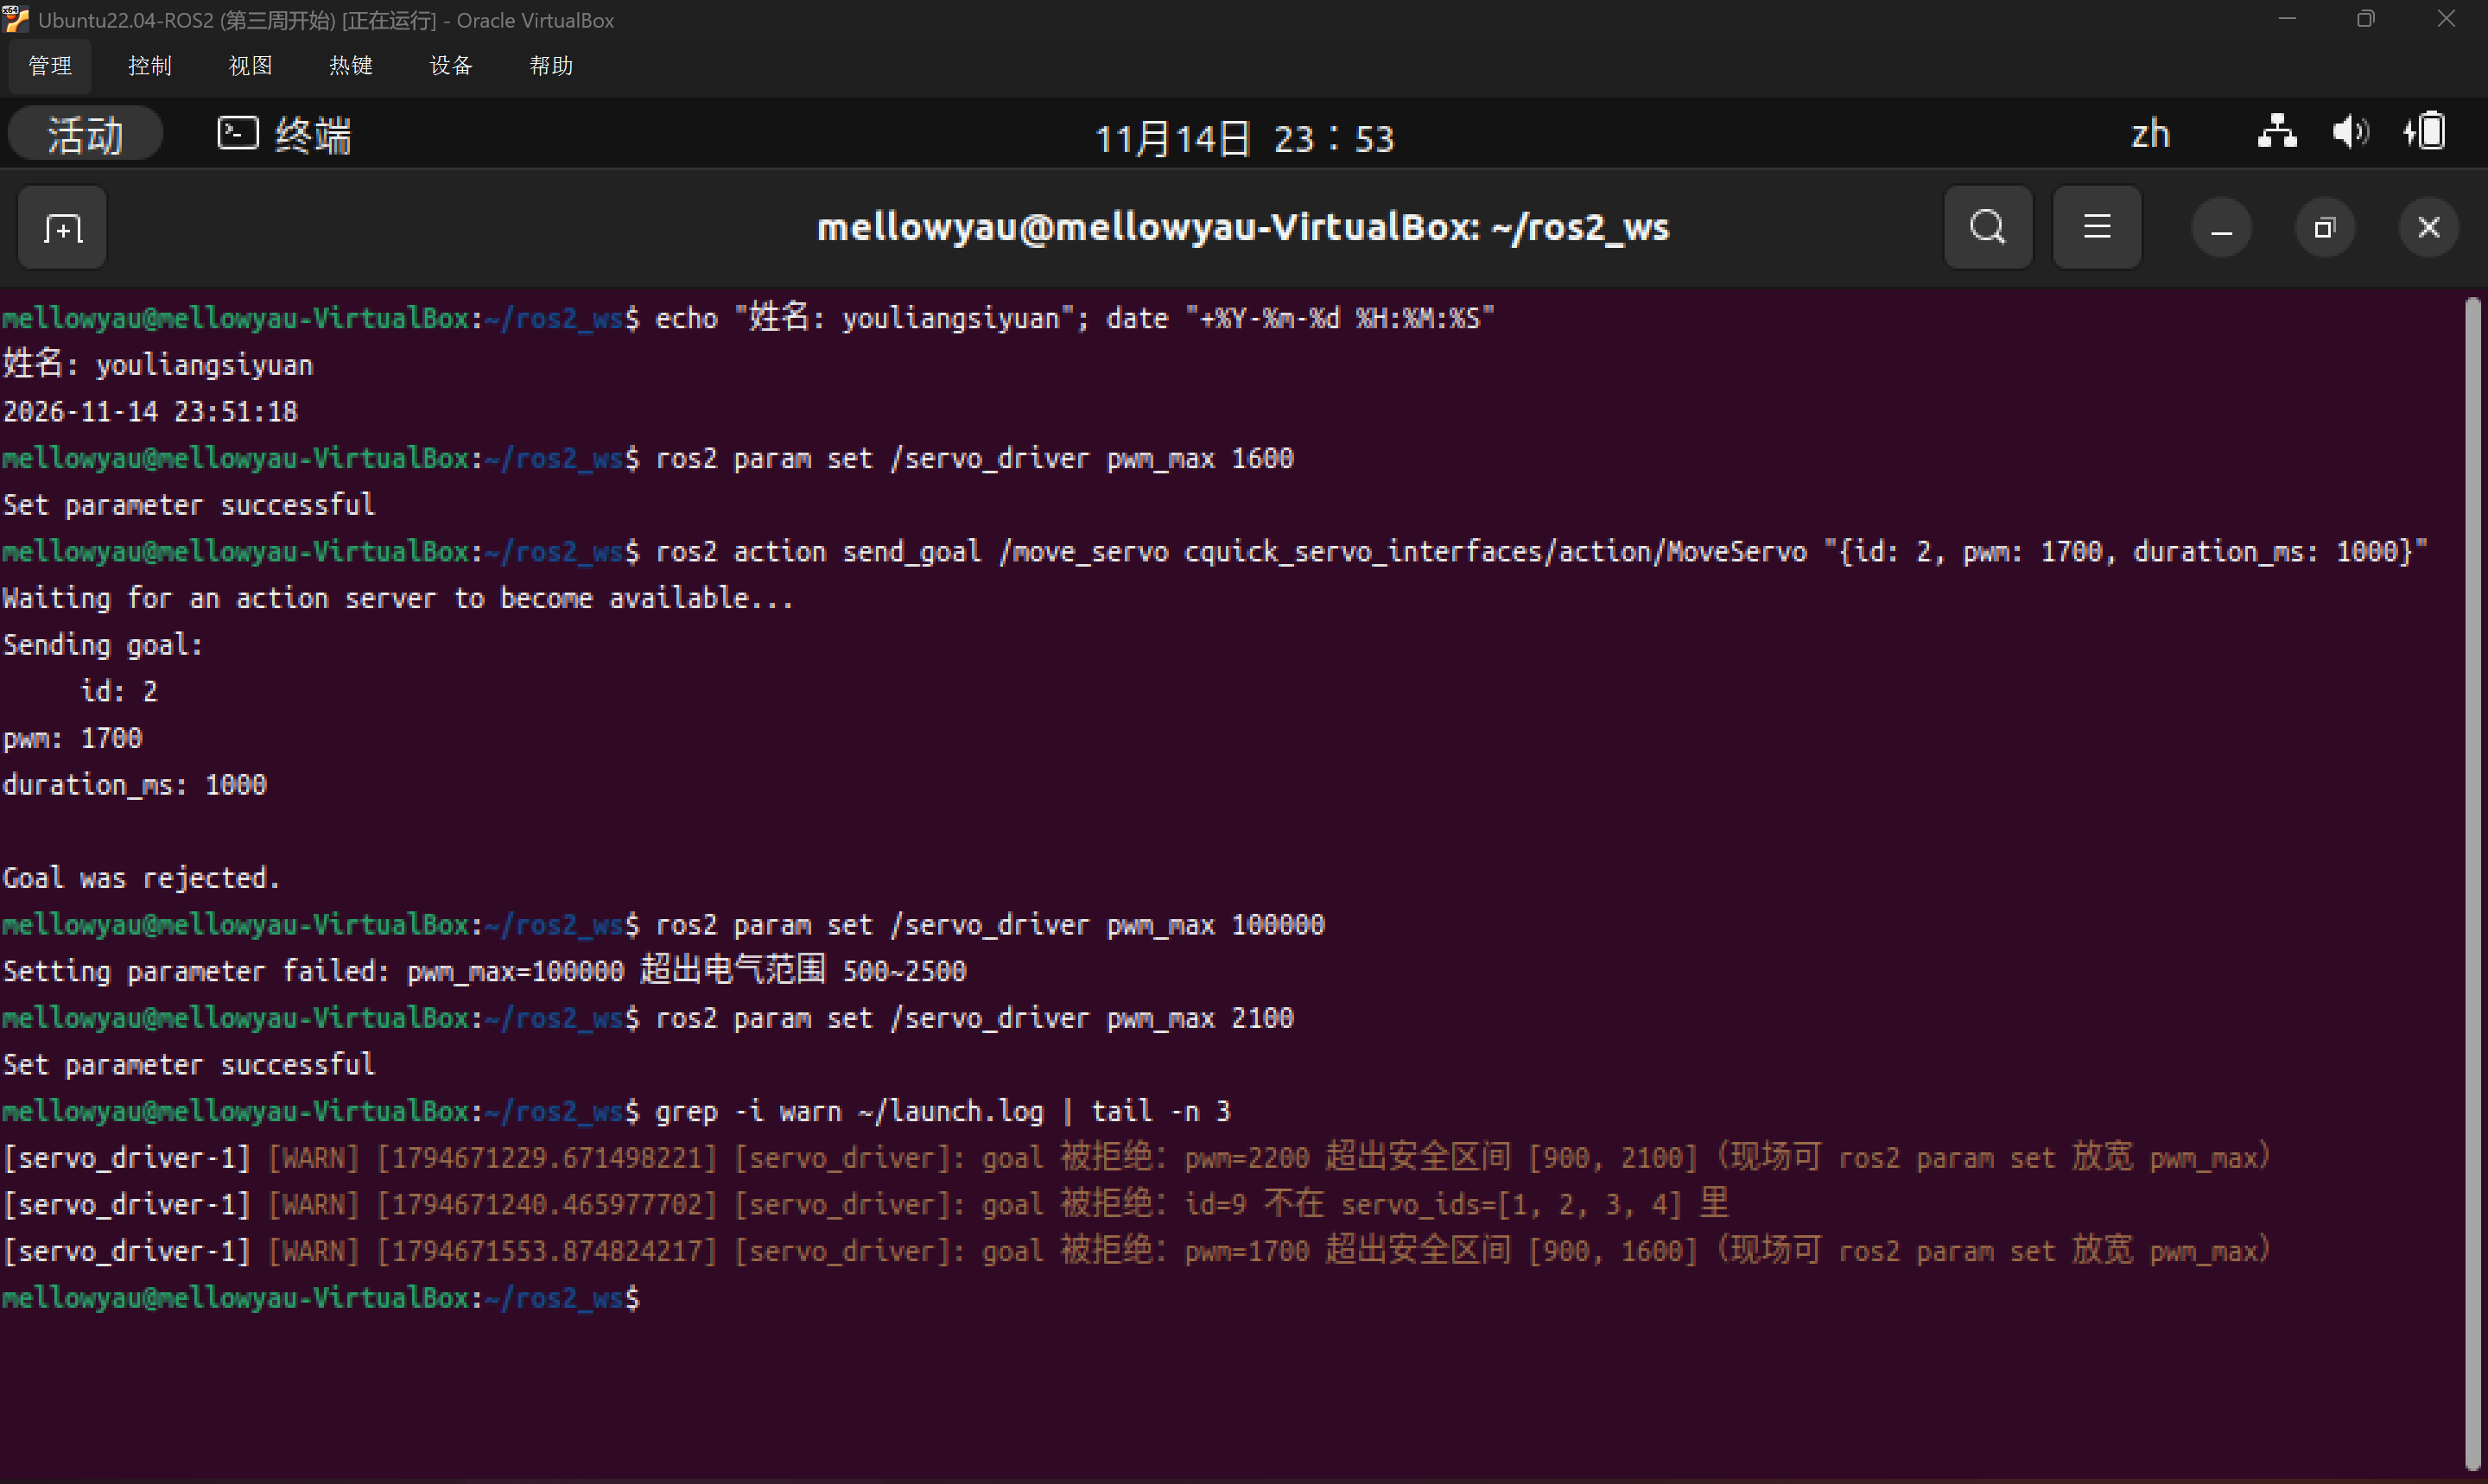 Ubuntu22.04-ROS2 (第三周开始) [正在运行] - Oracle VirtualBox
管理 控制 视图 热键 设备 帮助
活动 终端 11月14日 23：53 zh
mellowyau@mellowyau-VirtualBox: ~/ros2_ws
mellowyau@mellowyau-VirtualBox:~/ros2_ws$ echo "姓名: youliangsiyuan"; date "+%Y-%m-%d %H:%M:%S"
姓名: youliangsiyuan
2026-11-14 23:51:18
mellowyau@mellowyau-VirtualBox:~/ros2_ws$ ros2 param set /servo_driver pwm_max 1600
Set parameter successful
mellowyau@mellowyau-VirtualBox:~/ros2_ws$ ros2 action send_goal /move_servo cquick_servo_interfaces/action/MoveServo "{id: 2, pwm: 1700, duration_ms: 1000}"
Waiting for an action server to become available...
Sending goal:
     id: 2
pwm: 1700
duration_ms: 1000
Goal was rejected.
mellowyau@mellowyau-VirtualBox:~/ros2_ws$ ros2 param set /servo_driver pwm_max 100000
Setting parameter failed: pwm_max=100000 超出电气范围 500~2500
mellowyau@mellowyau-VirtualBox:~/ros2_ws$ ros2 param set /servo_driver pwm_max 2100
Set parameter successful
mellowyau@mellowyau-VirtualBox:~/ros2_ws$ grep -i warn ~/launch.log | tail -n 3
[servo_driver-1] [WARN] [1794671229.671498221] [servo_driver]: goal 被拒绝: pwm=2200 超出安全区间 [900, 2100]（现场可 ros2 param set 放宽 pwm_max）
[servo_driver-1] [WARN] [1794671240.465977702] [servo_driver]: goal 被拒绝: id=9 不在 servo_ids=[1, 2, 3, 4] 里
[servo_driver-1] [WARN] [1794671553.874824217] [servo_driver]: goal 被拒绝: pwm=1700 超出安全区间 [900, 1600]（现场可 ros2 param set 放宽 pwm_max）
mellowyau@mellowyau-VirtualBox:~/ros2_ws$